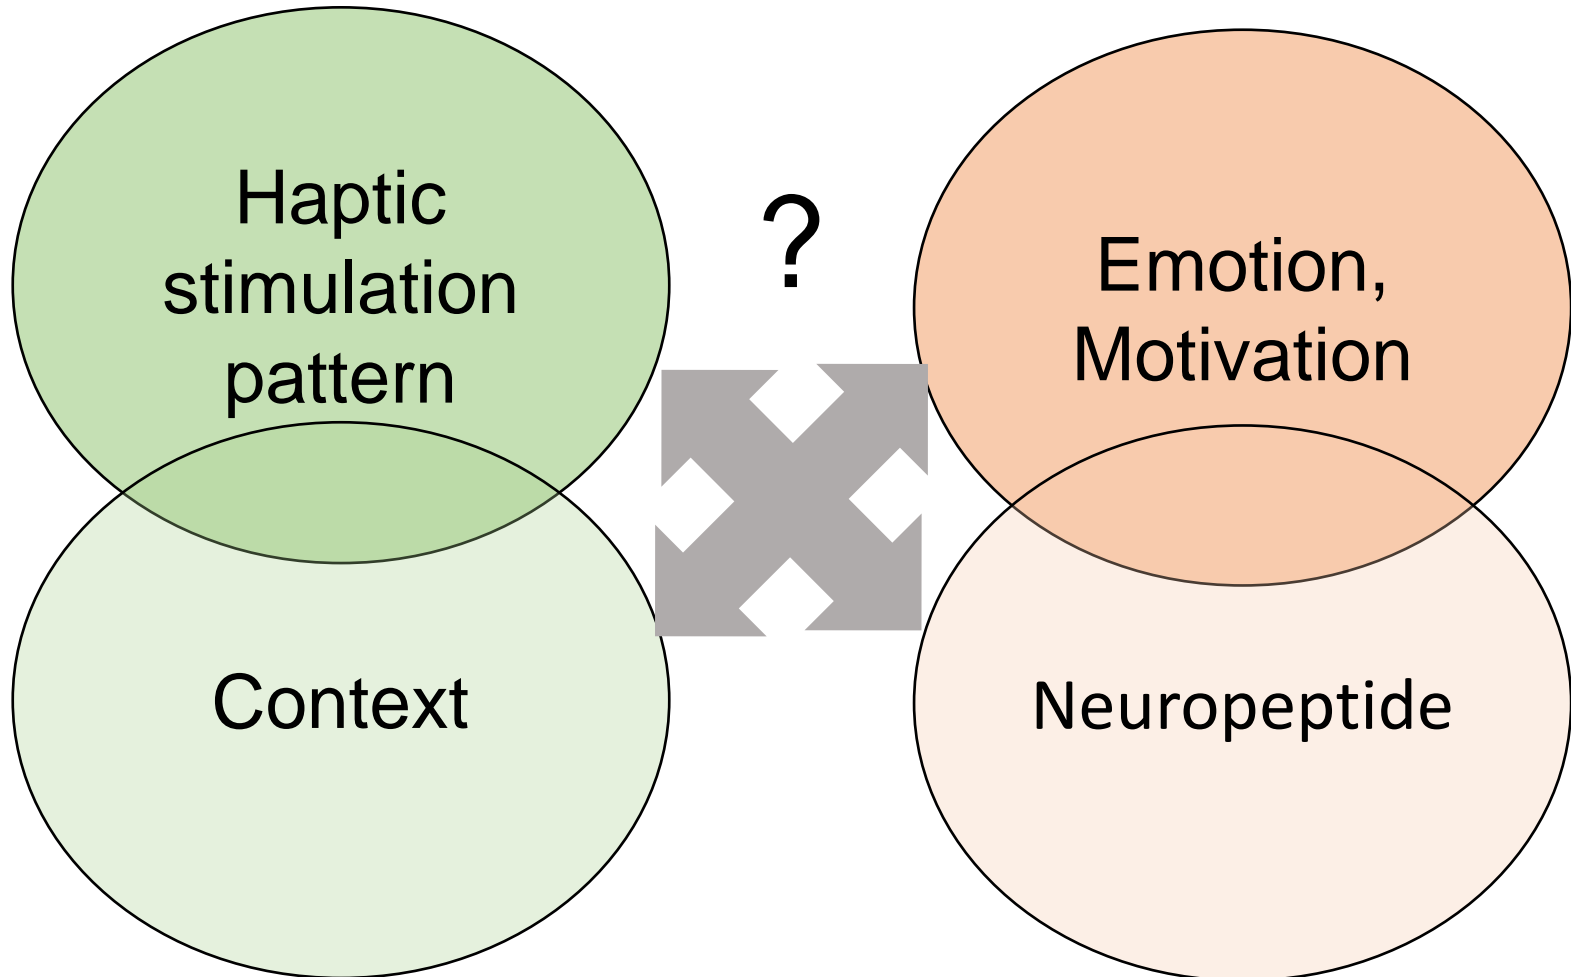 Haptic
stimulation
pattern
Context
?
Emotion,
Motivation
Neuropeptide